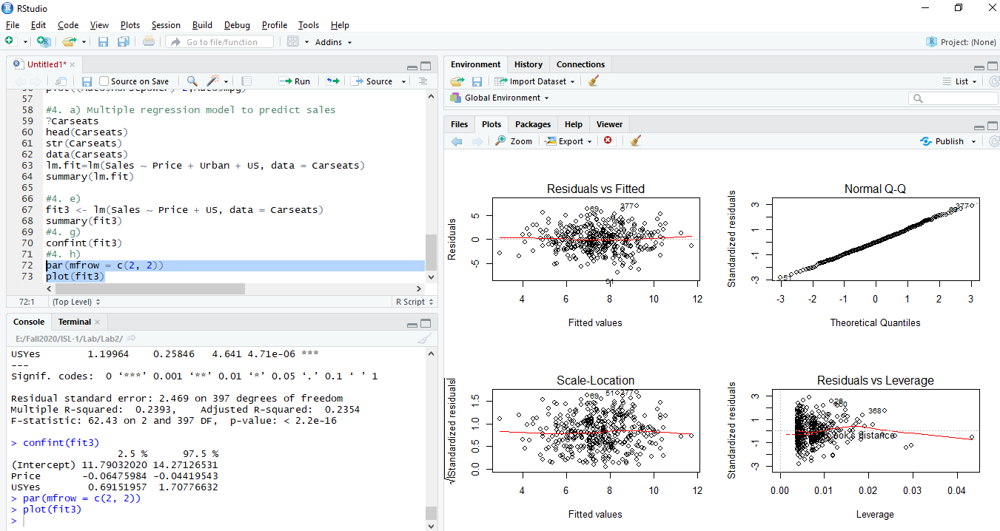 RStudio
File Edit Code View Plots Session Build Debug Profile Tools Help
Go to file/function
Addins
Project: (None)
Untitled1*
Source on Save
Run
Source
57
58 #4. a) Multiple regression model to predict sales
59 ?Carseats
60 head(Carseats)
61 str(Carseats)
62 data(Carseats)
63 lm.fit=lm(Sales ~ Price + Urban + US, data = Carseats)
64 summary(lm.fit)
65
66 #4. e)
67 fit3 <- lm(Sales ~ Price + US, data = Carseats)
68 summary(fit3)
69 #4. g)
70 confint(fit3)
71 #4. h)
72 par(mfrow = c(2, 2))
73 plot(fit3)
72:1 (Top Level) R Script
Console Terminal
E:/Fall2020/ISL-1/Lab/Lab2/
USYes 1.19964 0.25846 4.641 4.71e-06 ***
---
Signif. codes: 0 ‘***’ 0.001 ‘**’ 0.01 ‘*’ 0.05 ‘.’ 0.1 ‘ ’ 1
Residual standard error: 2.469 on 397 degrees of freedom
Multiple R-squared: 0.2393, Adjusted R-squared: 0.2354
F-statistic: 62.43 on 2 and 397 DF, p-value: < 2.2e-16
> confint(fit3)
2.5 % 97.5 %
(Intercept) 11.79032020 14.27126531
Price -0.06475984 -0.04419543
USYes 0.69151957 1.70776632
> par(mfrow = c(2, 2))
> plot(fit3)
>
Environment History Connections
Import Dataset
List
Global Environment
Files Plots Packages Help Viewer
Zoom Export
Publish
Residuals vs Fitted
Residuals
5
0
-5
69
377
51
4 6 8 10 12
Fitted values
Normal Q-Q
Standardized residuals
3
1
-1
-3
377
69
51
-3 -2 -1 0 1 2 3
Theoretical Quantiles
Scale-Location
√|Standardized residuals|
1.5
1.0
0.5
0.0
69
51
377
4 6 8 10 12
Fitted values
Residuals vs Leverage
Standardized residuals
3
1
-1
-3
26
50
368
distance
0.00 0.01 0.02 0.03 0.04
Leverage